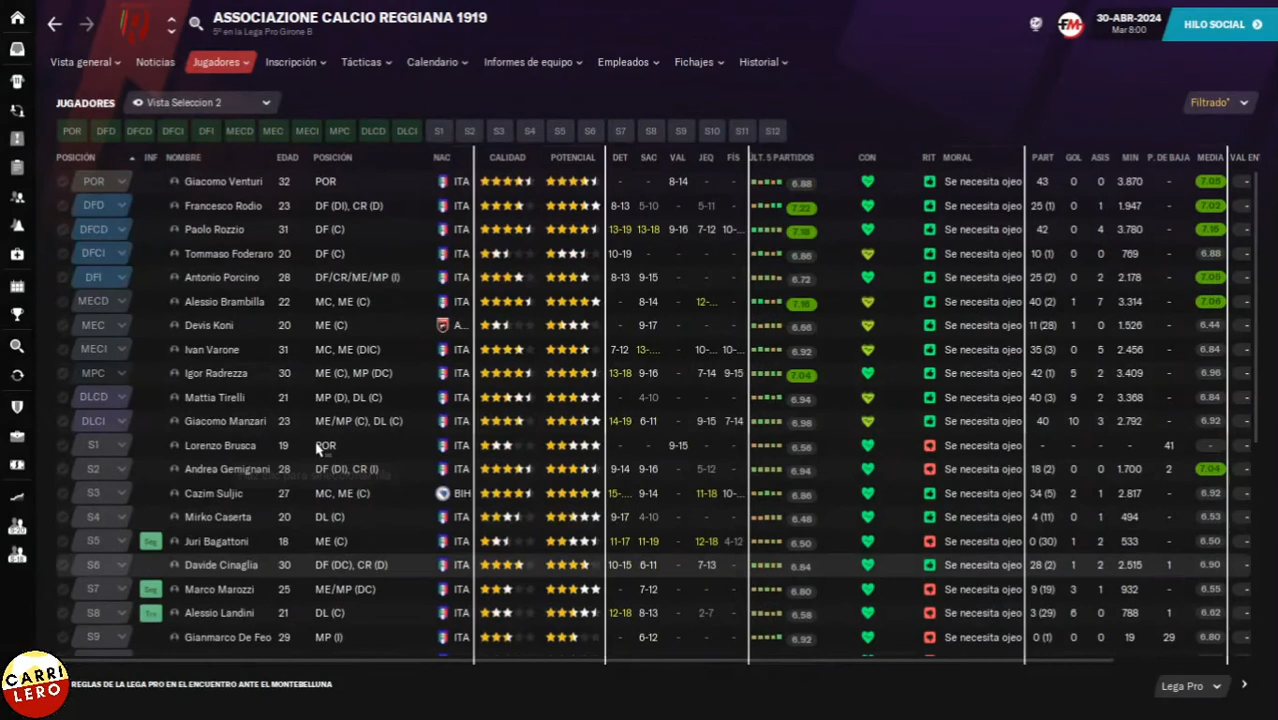 ASSOCIAZIONE CALCIO REGGIANA 1919
5º en la Lega Pro Girone B
30-ABR-2024
Mar 8:00
HILO SOCIAL
FM
Vista general Noticias Jugadores Inscripción Tácticas Calendario Informes de equipo Empleados Fichajes Historial
JUGADORES Vista Seleccion 2 Filtrado*
POR DFD DFCD DFCI DFI MECD MEC MECI MPC DLCD DLCI S1 S2 S3 S4 S5 S6 S7 S8 S9 S10 S11 S12
POSICIÓN INF NOMBRE EDAD POSICIÓN NAC CALIDAD POTENCIAL DET SAC VAL JEQ FÍS ÚLT. 5 PARTIDOS CON RIT MORAL PART GOL ASIS MIN P. DE BAJA MEDIA VAL EN
POR Giacomo Venturi 32 POR ITA - - 8-14 - - 6.88 Se necesita ojeo 43 0 0 3.870 - 7.05 -
DFD Francesco Rodio 23 DF (DI), CR (D) ITA 8-13 5-10 - 5-11 - 7.22 Se necesita ojeo 25 (1) 0 1 1.947 - 7.02 -
DFCD Paolo Rozzio 31 DF (C) ITA 13-19 13-18 9-16 7-12 10-... 7.18 Se necesita ojeo 42 0 4 3.780 - 7.15 -
DFCI Tommaso Foderaro 20 DF (C) ITA 10-19 - - - - 6.86 Se necesita ojeo 10 (1) 0 0 769 - 6.88 -
DFI Antonio Porcino 28 DF/CR/ME/MP (I) ITA 8-13 9-15 - - - 6.72 Se necesita ojeo 25 (2) 0 2 2.178 - 7.05 -
MECD Alessio Brambilla 22 MC, ME (C) ITA - 8-14 - 12-... - 7.16 Se necesita ojeo 40 (2) 1 7 3.314 - 7.06 -
MEC Devis Koni 20 ME (C) A... - 9-17 - - - 6.66 Se necesita ojeo 11 (28) 1 0 1.526 - 6.44 -
MECI Ivan Varone 31 MC, ME (DIC) ITA 7-12 13-.... - 10-... 10-... 6.92 Se necesita ojeo 35 (3) 0 5 2.456 - 6.84 -
MPC Igor Radrezza 30 ME (C), MP (DC) ITA 13-18 9-16 - 7-14 9-15 7.04 Se necesita ojeo 42 (1) 5 2 3.409 - 6.96 -
DLCD Mattia Tirelli 21 MP (D), DL (C) ITA - 4-10 - - - 6.94 Se necesita ojeo 40 (3) 9 2 3.368 - 6.84 -
DLCI Giacomo Manzari 23 ME/MP (C), DL (C) ITA 14-19 6-11 - 9-15 7-14 6.98 Se necesita ojeo 40 10 3 2.792 - 6.92 -
S1 Lorenzo Brusca 19 POR ITA - - 9-15 - - 6.56 Se necesita ojeo - - - - 41 - -
S2 Andrea Gemignani 28 DF (DI), CR (I) ITA 9-14 9-16 - 5-12 - 6.94 Se necesita ojeo 18 (2) 0 1 1.700 2 7.04 -
S3 Cazim Suljic 27 MC, ME (C) BIH 15-.... 9-14 - 11-18 10-... 6.86 Se necesita ojeo 34 (5) 2 1 2.817 - 6.92 -
S4 Mirko Caserta 20 DL (C) ITA 9-17 4-10 - - - 6.48 Se necesita ojeo 4 (11) 0 1 494 - 6.53 -
S5 Seg Juri Bagattoni 18 ME (C) ITA 11-17 11-19 - 12-18 4-12 6.50 Se necesita ojeo 0 (30) 1 2 533 - 6.50 -
S6 Davide Cinaglia 30 DF (DC), CR (D) ITA 10-15 6-11 - 7-13 - 6.84 Se necesita ojeo 28 (2) 1 2 2.515 1 6.90 -
S7 Seg Marco Marozzi 25 ME/MP (DC) ITA - 7-12 - - - 6.80 Se necesita ojeo 9 (19) 3 1 932 - 6.55 -
S8 Tra Alessio Landini 21 DL (C) ITA 12-18 8-13 - 2-7 - 6.58 Se necesita ojeo 3 (29) 6 0 788 1 6.62 -
S9 Gianmarco De Feo 29 MP (I) ITA - 6-12 - - - 6.92 Se necesita ojeo 0 (1) 0 0 19 29 6.80 -
CARRI
LERO
REGLAS DE LA LEGA PRO EN EL ENCUENTRO ANTE EL MONTEBELLUNA
Lega Pro